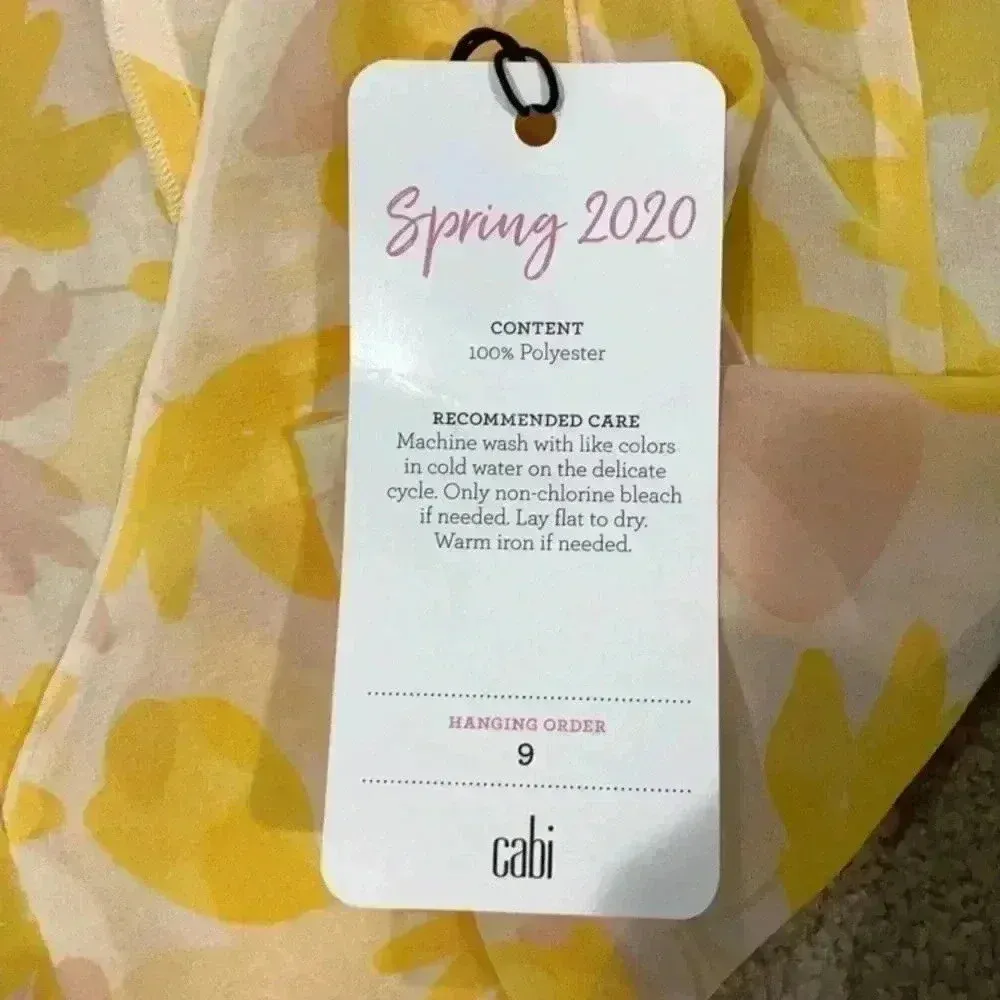 Spring 2020
CONTENT
100% Polyester
RECOMMENDED CARE
Machine wash with like colors
in cold water on the delicate
cycle. Only non-chlorine bleach
if needed. Lay flat to dry.
Warm iron if needed.
HANGING ORDER
9
cabi